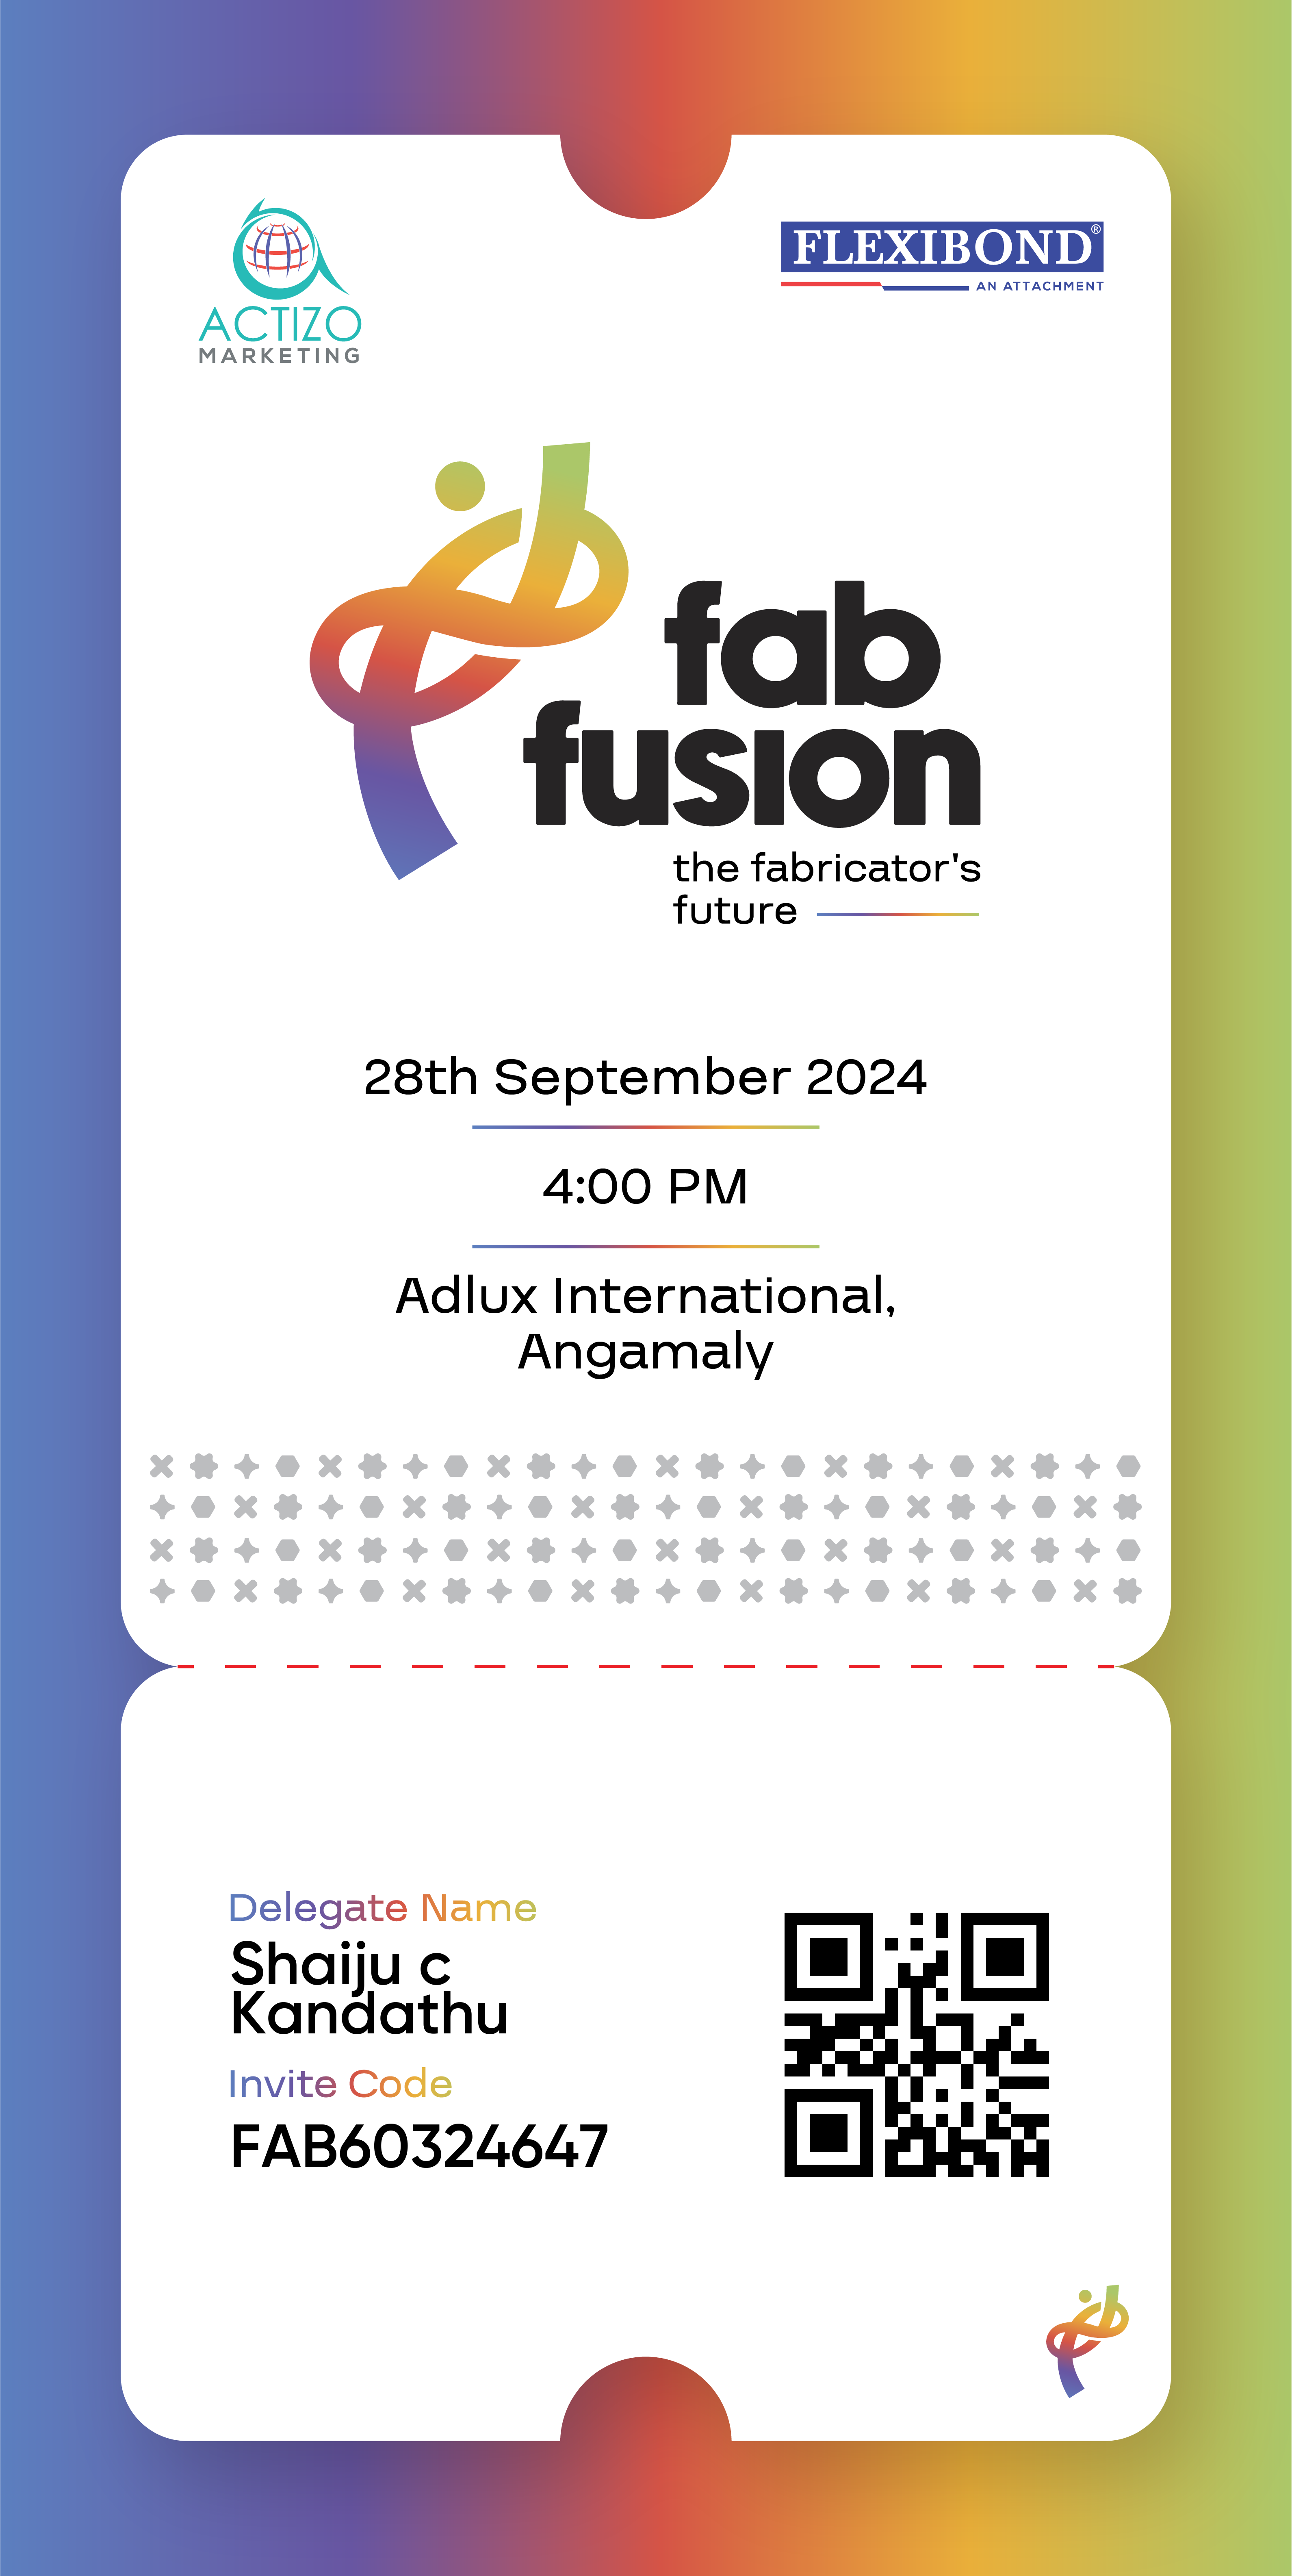 ACTIZO
MARKETING
FLEXIBOND®
AN ATTACHMENT
fab
fusion
the fabricator's
future
28th September 2024
4:00 PM
Adlux International,
Angamaly
Delegate Name
Shaiju c
Kandathu
Invite Code
FAB60324647